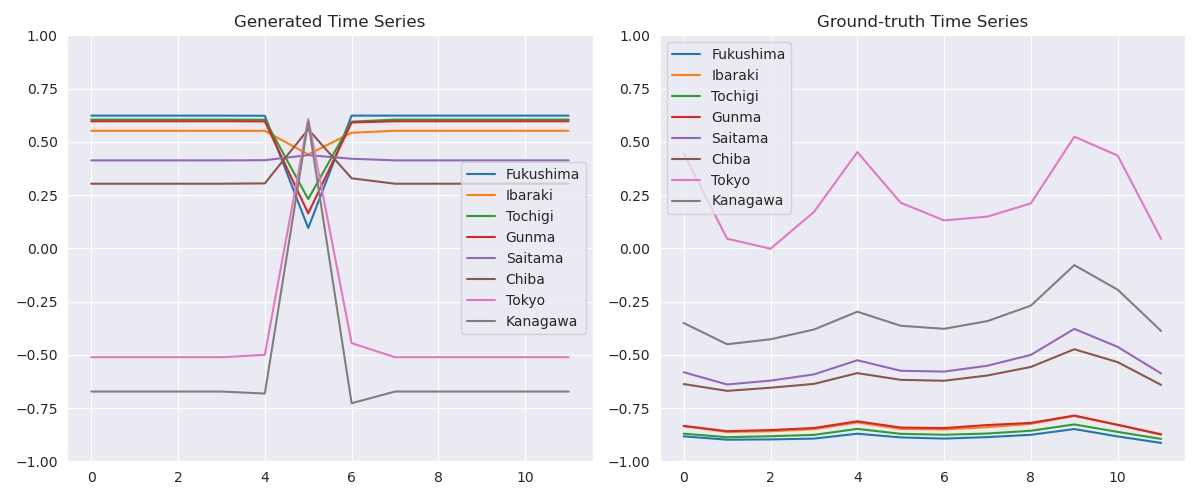 Generated Time Series
1.00
0.75
0.50
0.25
0.00
−0.25
−0.50
−0.75
−1.00
0 2 4 6 8 10
Fukushima
Ibaraki
Tochigi
Gunma
Saitama
Chiba
Tokyo
Kanagawa
Ground-truth Time Series
1.00
0.75
0.50
0.25
0.00
−0.25
−0.50
−0.75
−1.00
0 2 4 6 8 10
Fukushima
Ibaraki
Tochigi
Gunma
Saitama
Chiba
Tokyo
Kanagawa